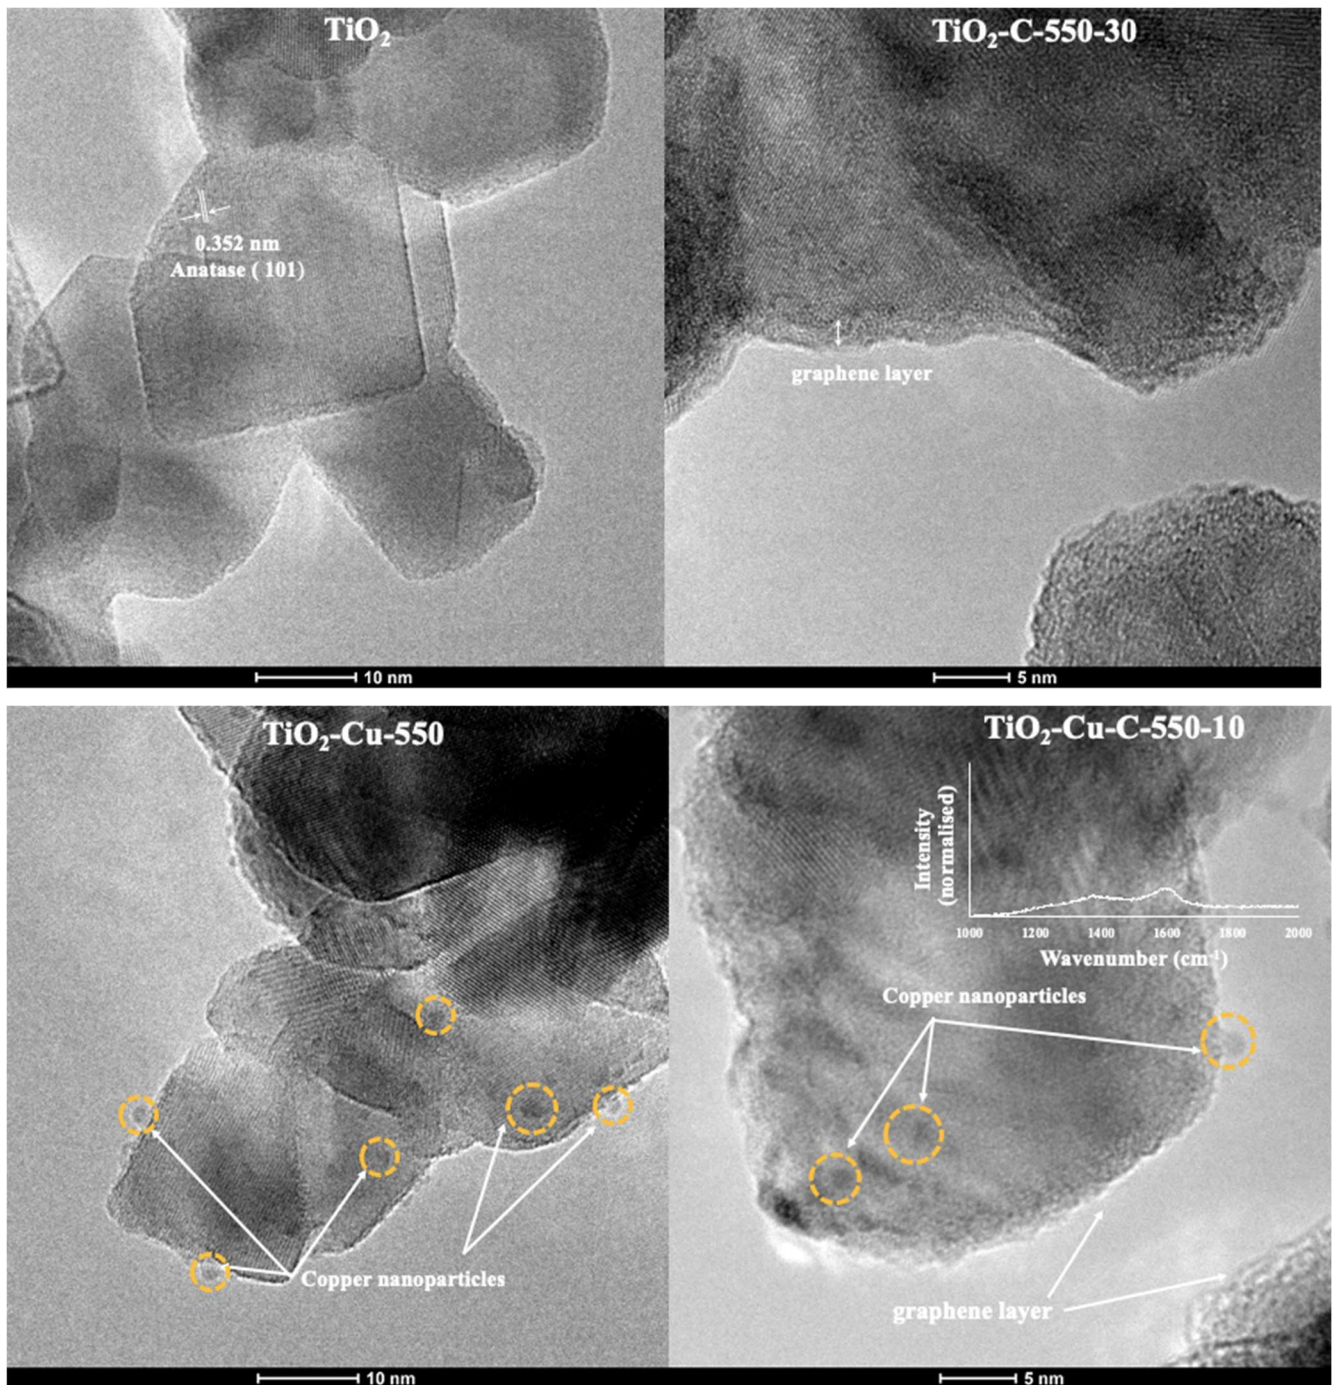 TiO₂
0.352 nm
Anatase ( 101)
10 nm
TiO₂-C-550-30
graphene layer
5 nm
TiO₂-Cu-550
Copper nanoparticles
10 nm
TiO₂-Cu-C-550-10
Intensity
(normalised)
1000 1200 1400 1600 1800 2000
Wavenumber (cm⁻¹)
Copper nanoparticles
graphene layer
5 nm